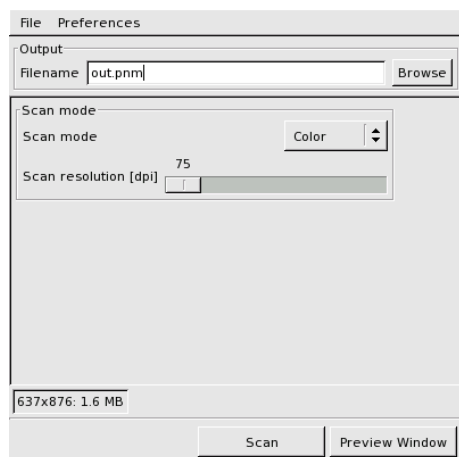 File Preferences
Output
Filename out.pnm Browse
Scan mode
Scan mode Color
75
Scan resolution [dpi]
637x876: 1.6 MB
Scan Preview Window